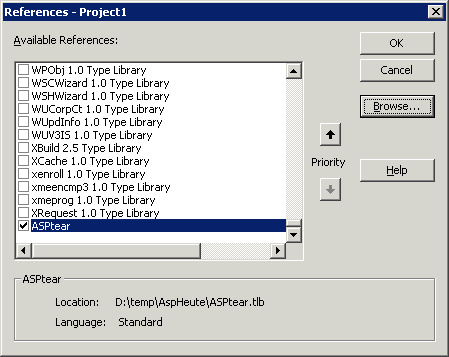 References - Project1
Available References:
WPObj 1.0 Type Library
WSCWizard 1.0 Type Library
WSHWizard 1.0 Type Library
WUCorpCt 1.0 Type Library
WUpdInfo 1.0 Type Library
WUV3IS 1.0 Type Library
XBuild 2.5 Type Library
XCache 1.0 Type Library
xenroll 1.0 Type Library
xmeencmp3 1.0 Type Library
xmeprog 1.0 Type Library
XRequest 1.0 Type Library
ASPtear
Priority
OK
Cancel
Browse...
Help
ASPtear
Location: D:\temp\AspHeute\ASPtear.tlb
Language: Standard